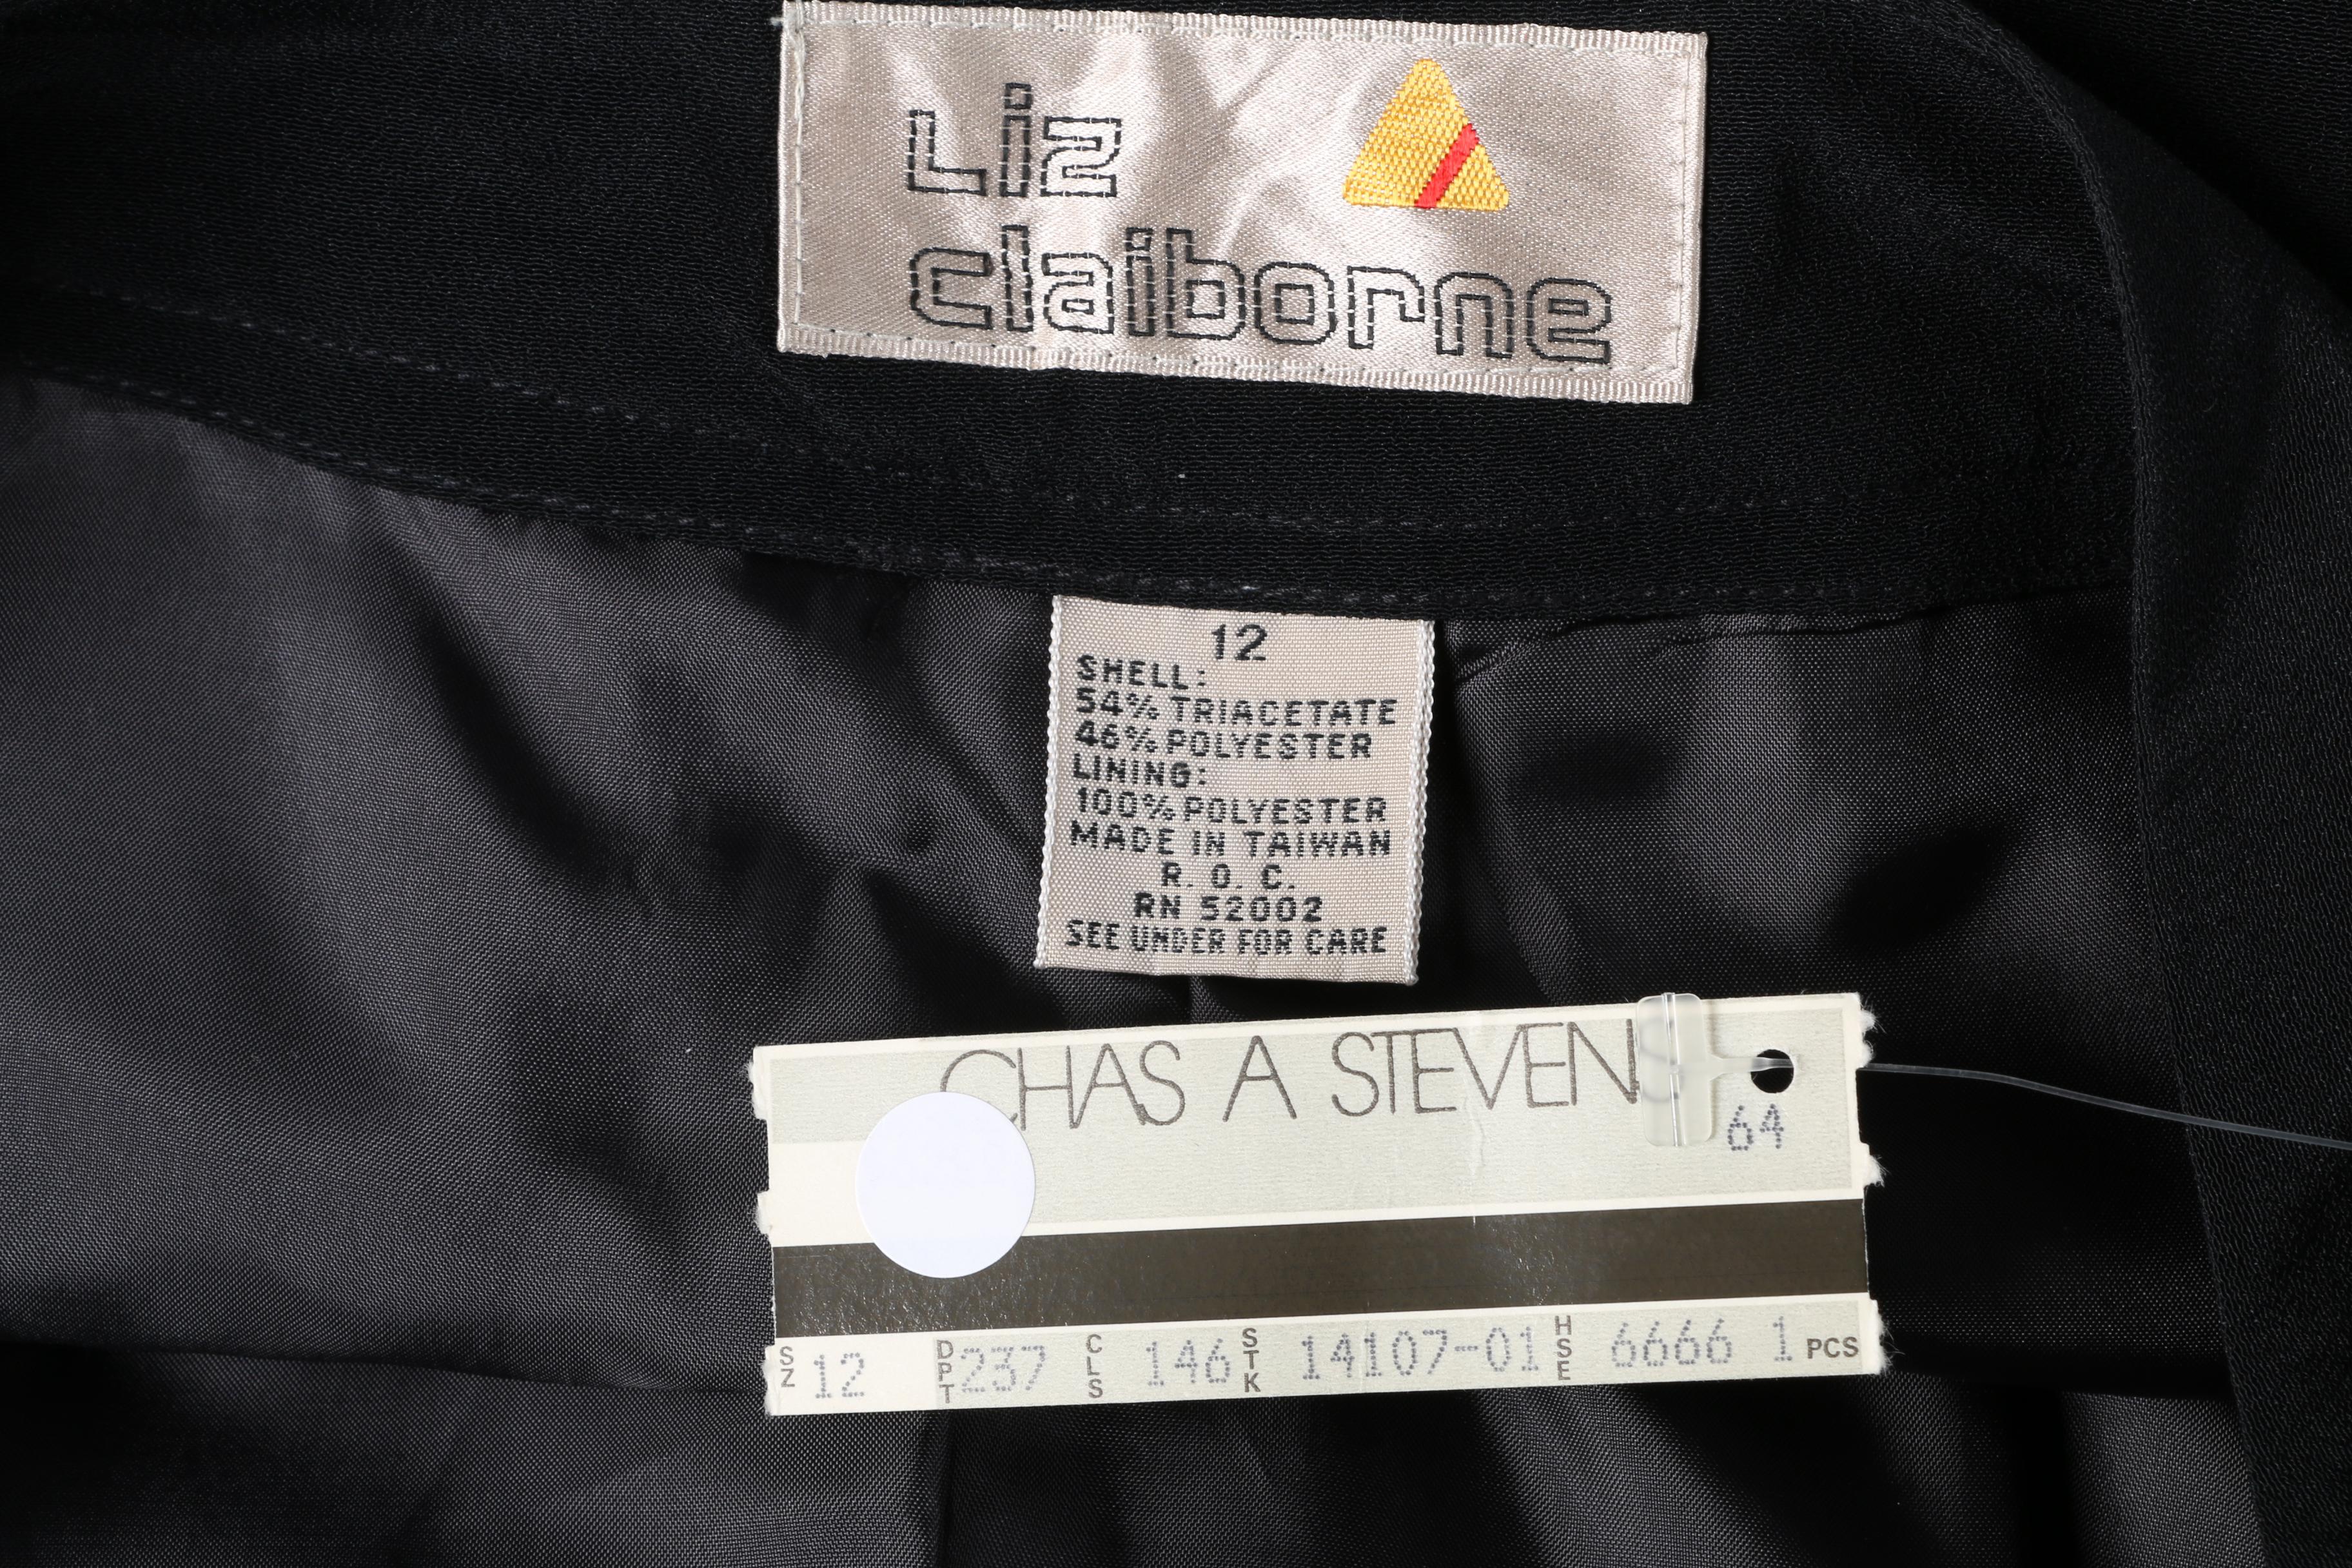 Liz
claiborne
12
SHELL:
54% TRIACETATE
46% POLYESTER
LINING:
100% POLYESTER
MADE IN TAIWAN
R. O. C.
RN 52002
SEE UNDER FOR CARE
CHAS A STEVENS
64
SZ 12 DPT 237 CLS 146 STK 14107-01 HSE 6666 1 PCS